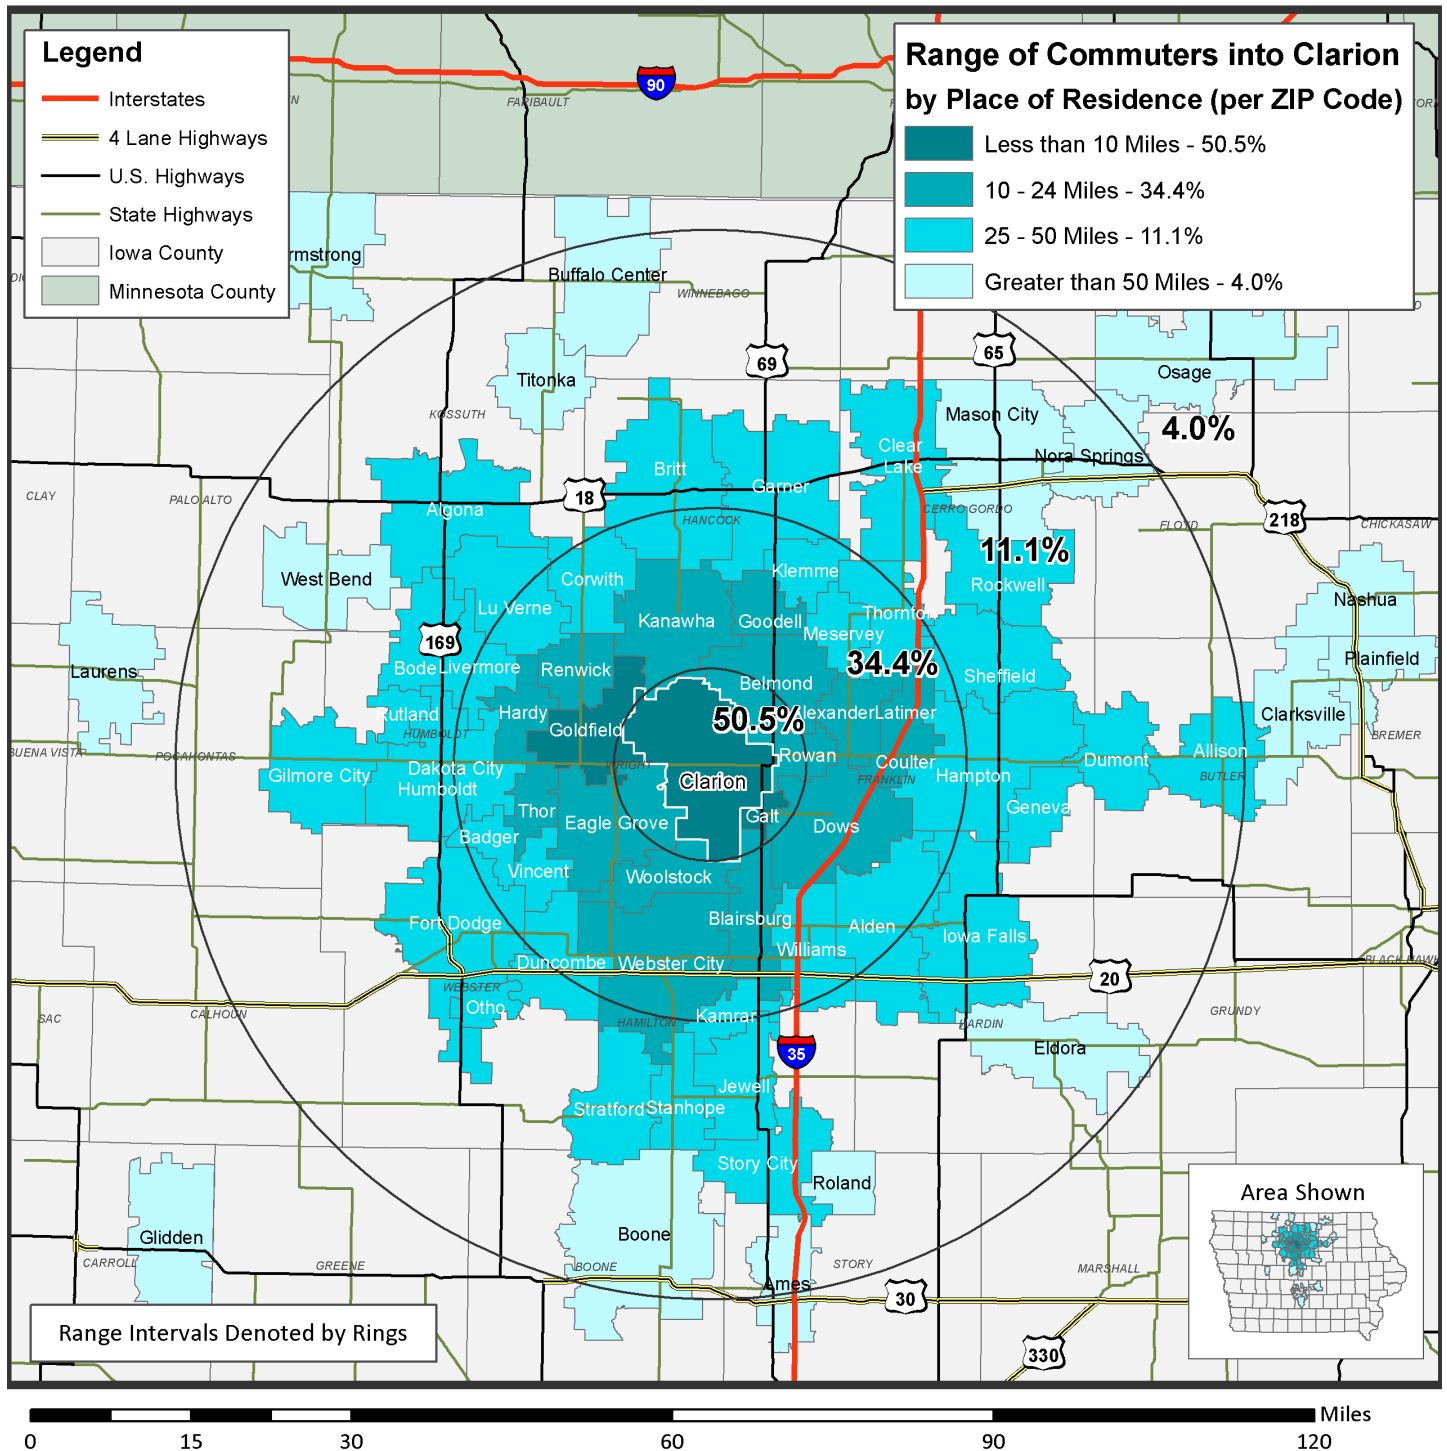 Legend
Interstates
4 Lane Highways
U.S. Highways
State Highways
Iowa County
Minnesota County
Range of Commuters into Clarion
by Place of Residence (per ZIP Code)
Less than 10 Miles - 50.5%
10 - 24 Miles - 34.4%
25 - 50 Miles - 11.1%
Greater than 50 Miles - 4.0%
90
FARIBAULT
rmstrong
Buffalo Center
WINNEBAGO
69
65
Titonka
Osage
KOSSUTH
Mason City
4.0%
Clear
Lake
Nora Springs
Britt
Garner
18
CLAY
PALO ALTO
Algona
HANCOCK
CERRO GORDO
FLOYD
218
CHICKASAW
11.1%
West Bend
Corwith
Klemme
Rockwell
Nashua
Lu Verne
Kanawha
Goodell
Thornton
Meservey
169
34.4%
Plainfield
Laurens
Bode
Livermore
Renwick
Belmond
Sheffield
Rutland
Hardy
50.5%
lexander
Latimer
Clarksville
HUMBOLDT
Goldfield
BREMER
BUENA VISTA
POCAHONTAS
WRIGHT
Rowan
Coulter
Dumont
Allison
Gilmore City
Dakota City
Humboldt
Clarion
FRANKLIN
Hampton
BUTLER
Thor
Eagle Grove
Galt
Dows
Geneva
Badger
Vincent
Woolstock
Fort Dodge
Blairsburg
Alden
Iowa Falls
Williams
Duncombe
Webster City
BLACK HAWK
20
WEBSTER
Otho
SAC
CALHOUN
HAMILTON
Kamrar
HARDIN
GRUNDY
35
Eldora
Jewell
Stratford
Stanhope
Story City
Roland
Glidden
Boone
CARROLL
GREENE
BOONE
Ames
STORY
MARSHALL
30
330
Area Shown
Range Intervals Denoted by Rings
Miles
0
15
30
60
90
120